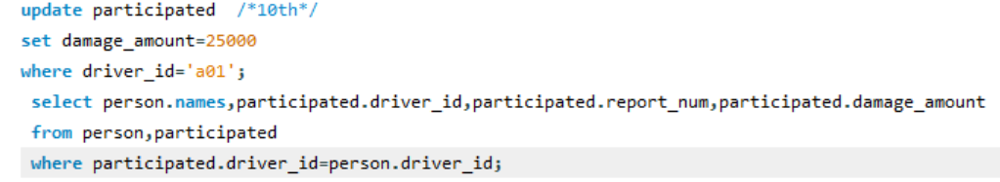 update participated  /*10th*/
set damage_amount=25000
where driver_id='a01';
select person.names,participated.driver_id,participated.report_num,participated.damage_amount
from person,participated
where participated.driver_id=person.driver_id;